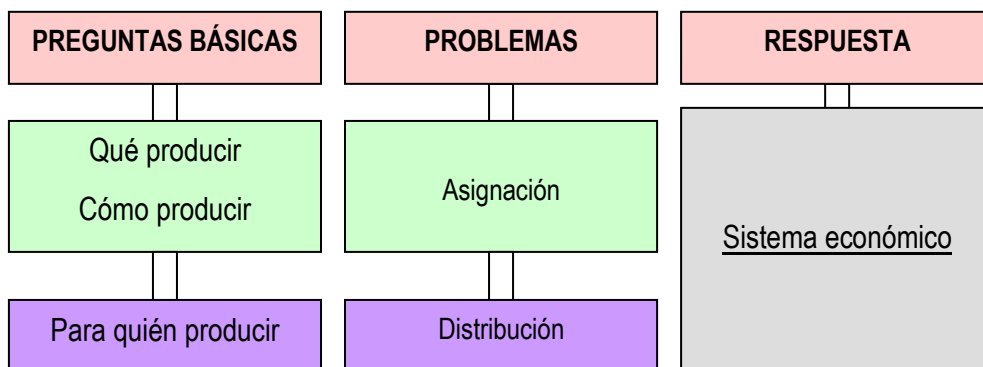 PREGUNTAS BÁSICAS
PROBLEMAS
RESPUESTA
Qué producir
Cómo producir
Asignación
Sistema económico
Para quién producir
Distribución